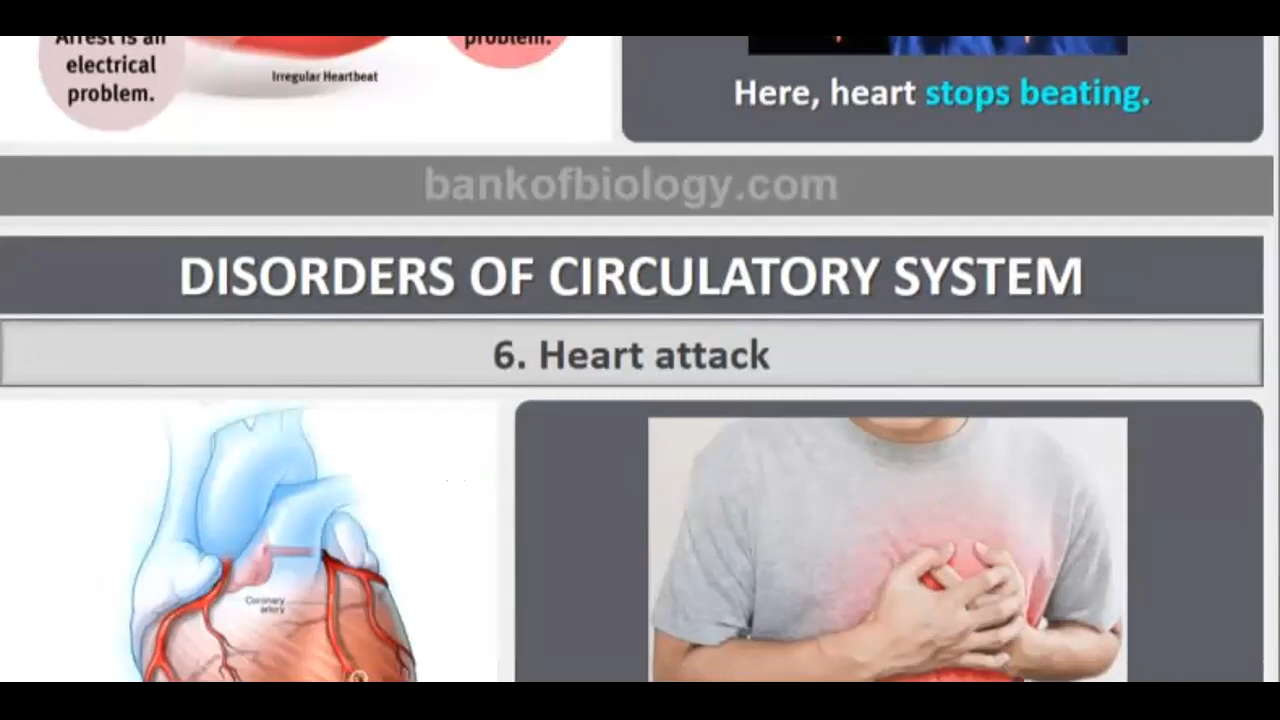 Arrest is an
electrical
problem.
Irregular Heartbeat
problem.
Here, heart stops beating.
bankofbiology.com
DISORDERS OF CIRCULATORY SYSTEM
6. Heart attack
Coronary
artery